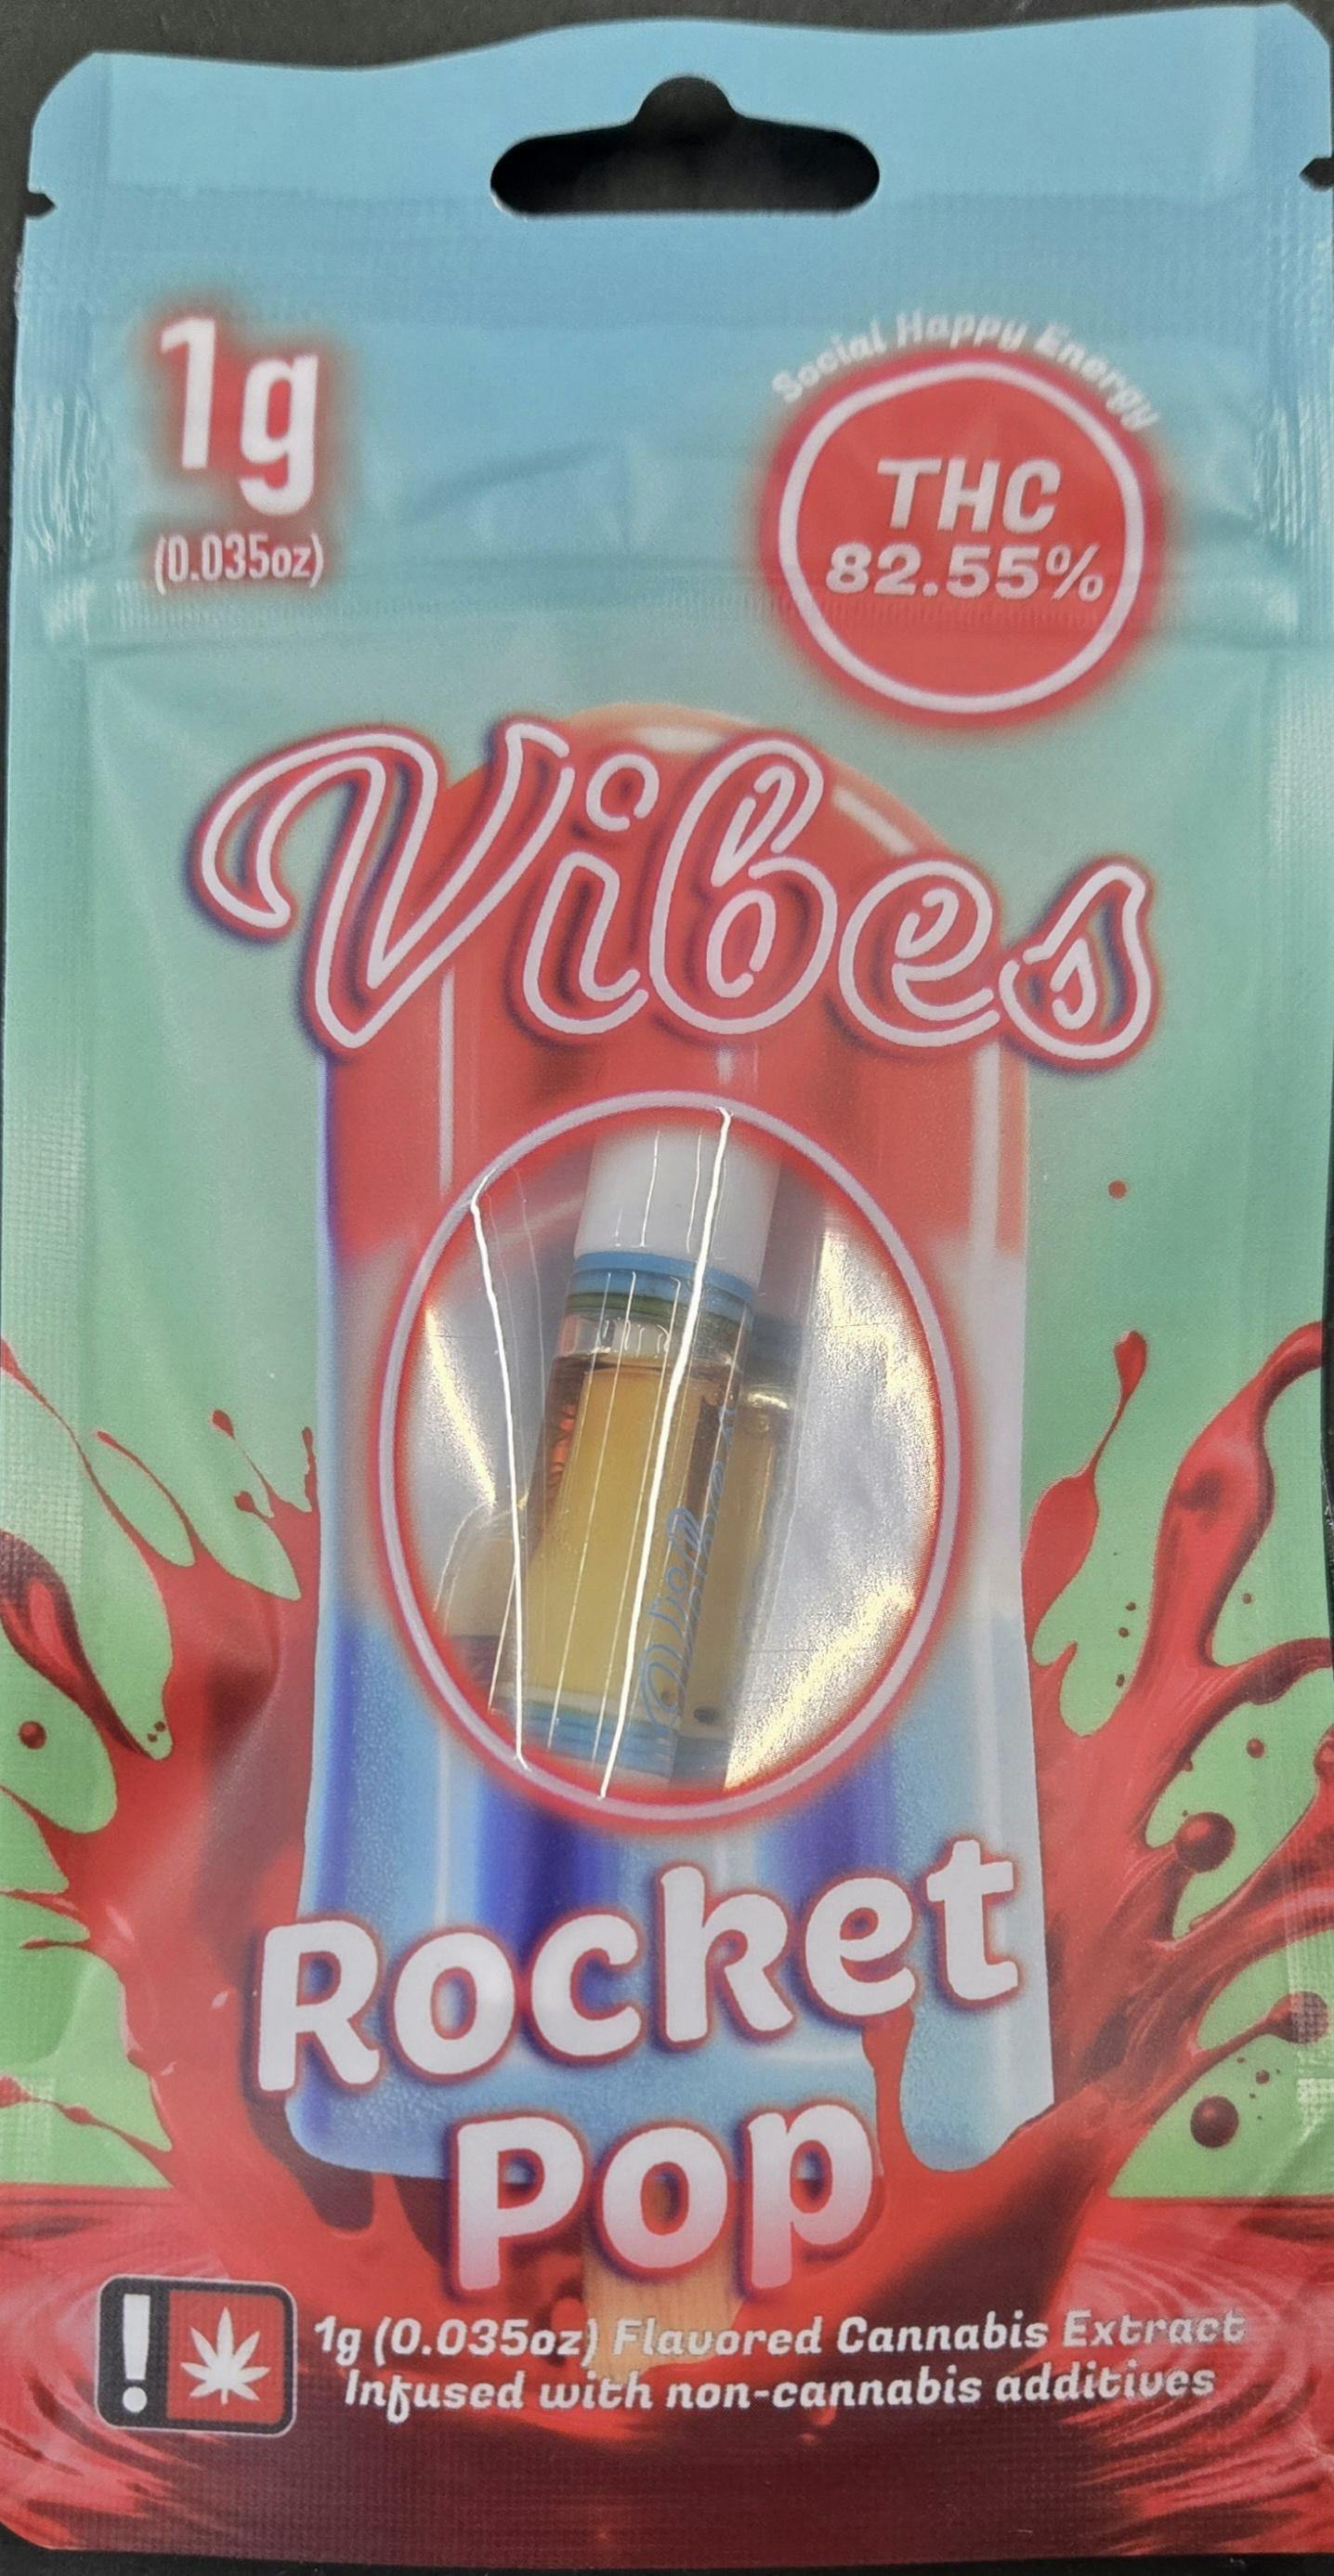 1g
(0.035oz)
Social Happy Energy
THC
82.55%
Vibes
Rocket
Pop
!
1g (0.035oz) Flavored Cannabis Extract
Infused with non-cannabis additives